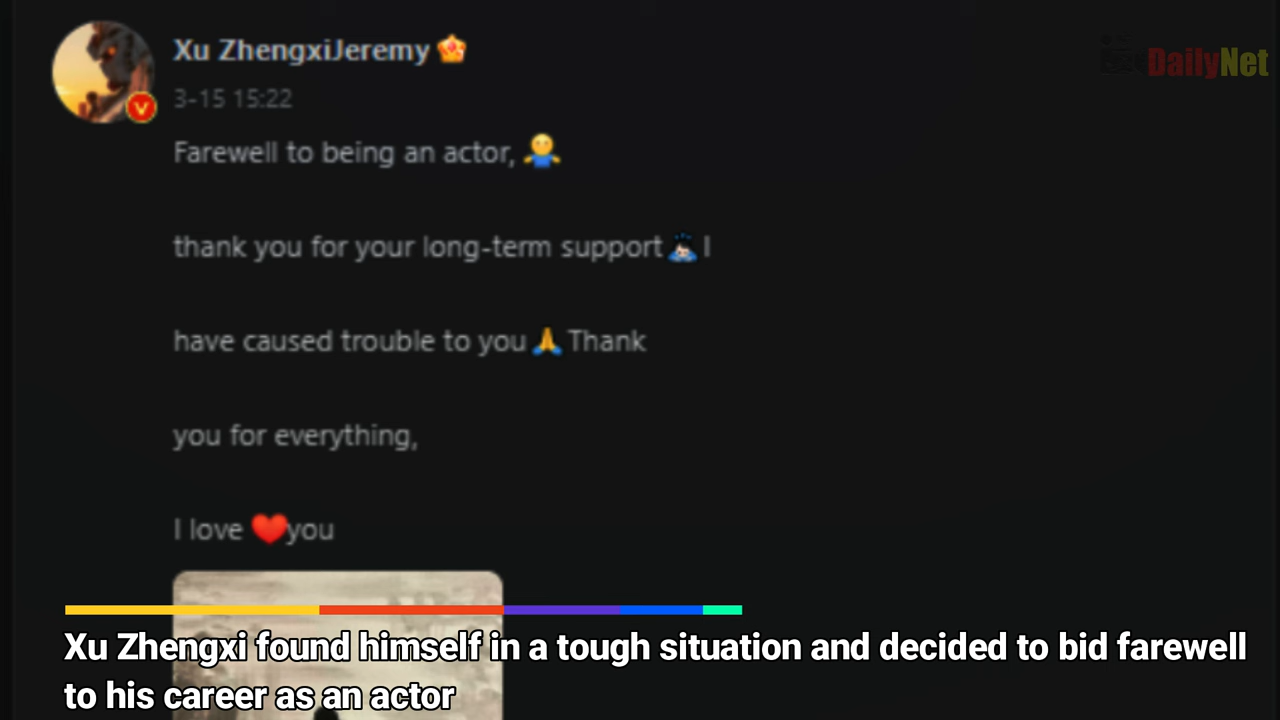 Xu ZhengxiJeremy
DailyNet
3-15 15:22
Farewell to being an actor,
thank you for your long-term support I
have caused trouble to you Thank
you for everything,
I love ❤️you
Xu Zhengxi found himself in a tough situation and decided to bid farewell
to his career as an actor